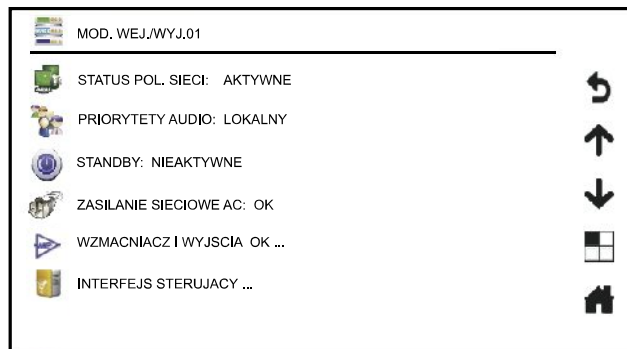 MOD. WEJ./WYJ.01
STATUS POL. SIECI: AKTYWNE
PRIORYTETY AUDIO: LOKALNY
STANDBY: NIEAKTYWNE
ZASILANIE SIECIOWE AC: OK
WZMACNIACZ I WYJSCIA OK ...
INTERFEJS STERUJACY ...